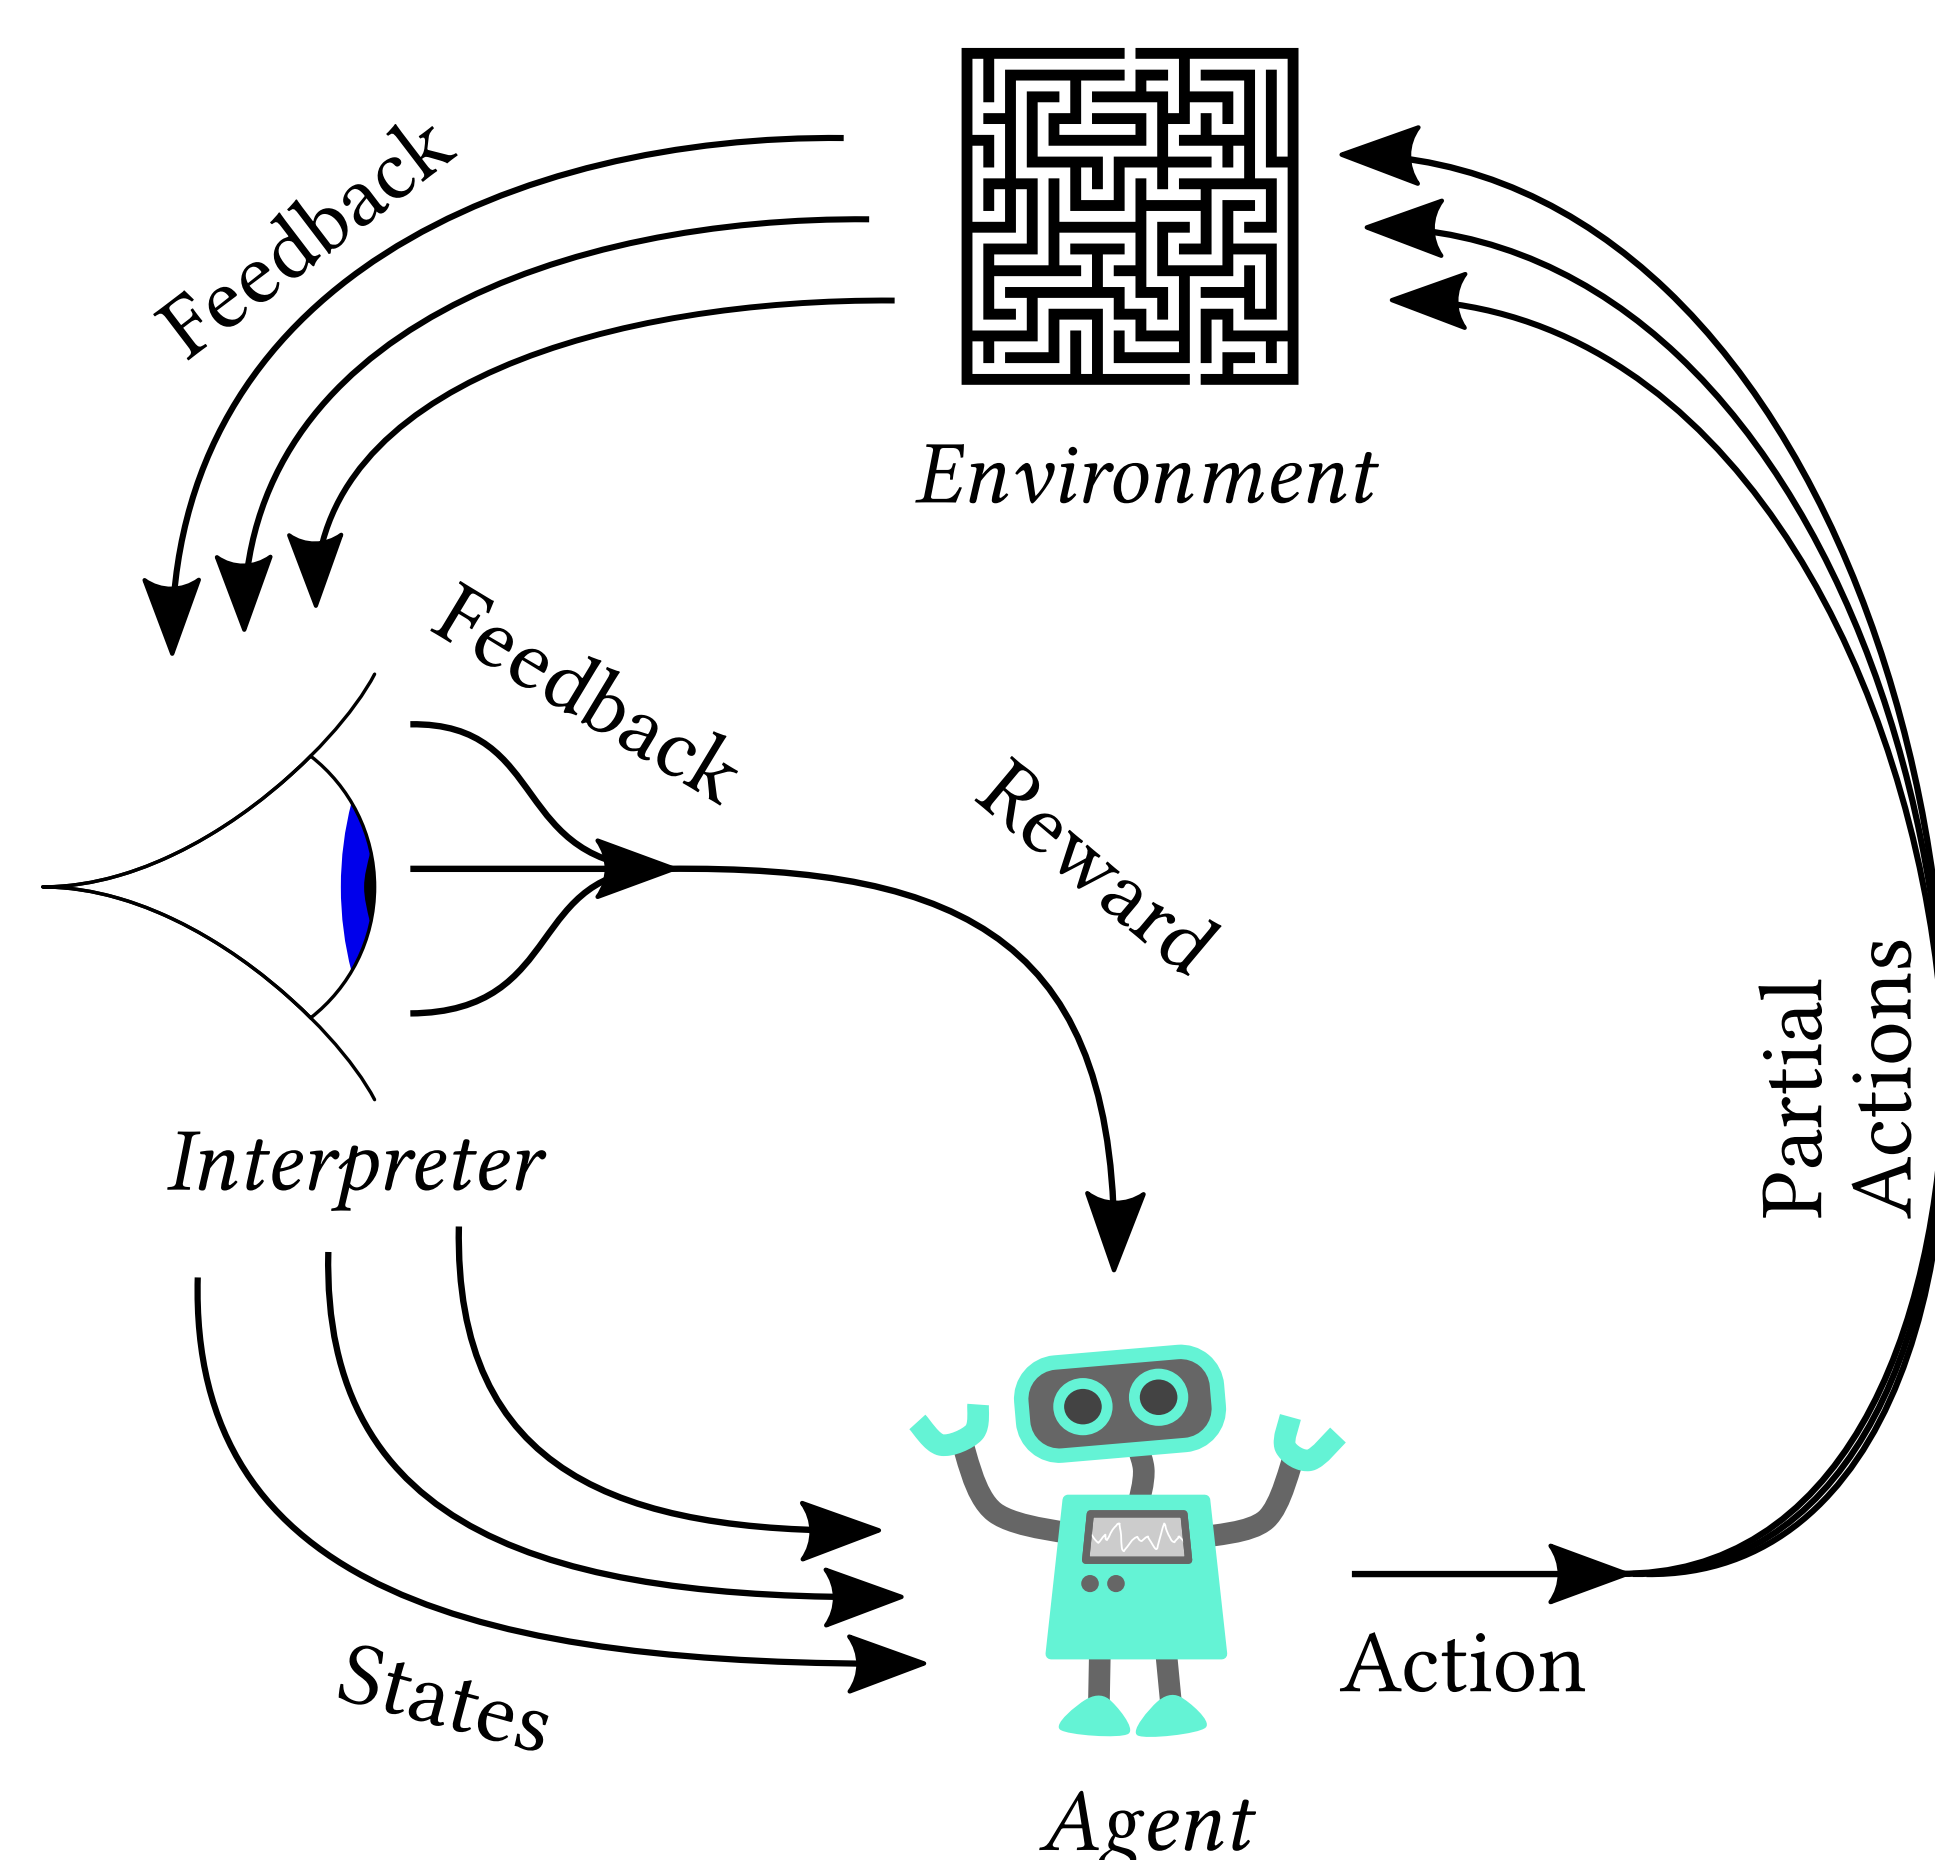 Feedback
Environment
Feedback
Reward
Partial
Actions
Interpreter
States
Action
Agent